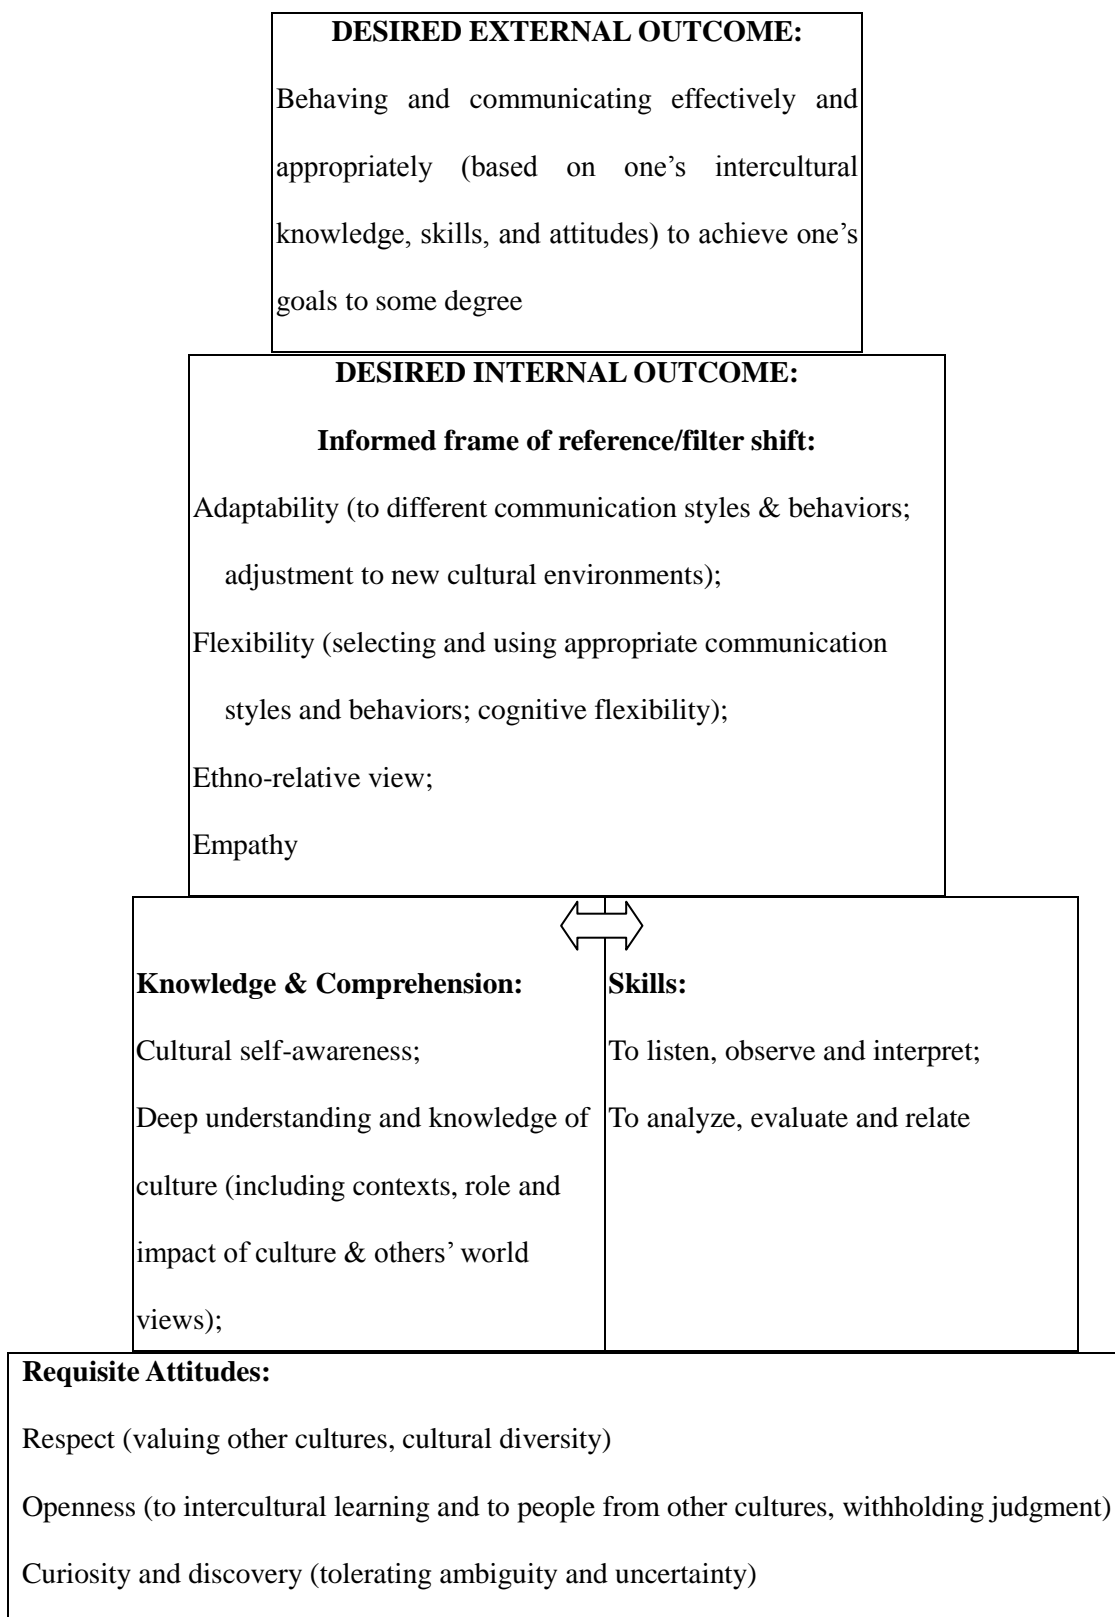 DESIRED EXTERNAL OUTCOME:
Behaving and communicating effectively and
appropriately (based on one’s intercultural
knowledge, skills, and attitudes) to achieve one’s
goals to some degree
DESIRED INTERNAL OUTCOME:
Informed frame of reference/filter shift:
Adaptability (to different communication styles & behaviors;
adjustment to new cultural environments);
Flexibility (selecting and using appropriate communication
styles and behaviors; cognitive flexibility);
Ethno-relative view;
Empathy
Knowledge & Comprehension:
Cultural self-awareness;
Deep understanding and knowledge of
culture (including contexts, role and
impact of culture & others’ world
views);
Skills:
To listen, observe and interpret;
To analyze, evaluate and relate
Requisite Attitudes:
Respect (valuing other cultures, cultural diversity)
Openness (to intercultural learning and to people from other cultures, withholding judgment)
Curiosity and discovery (tolerating ambiguity and uncertainty)